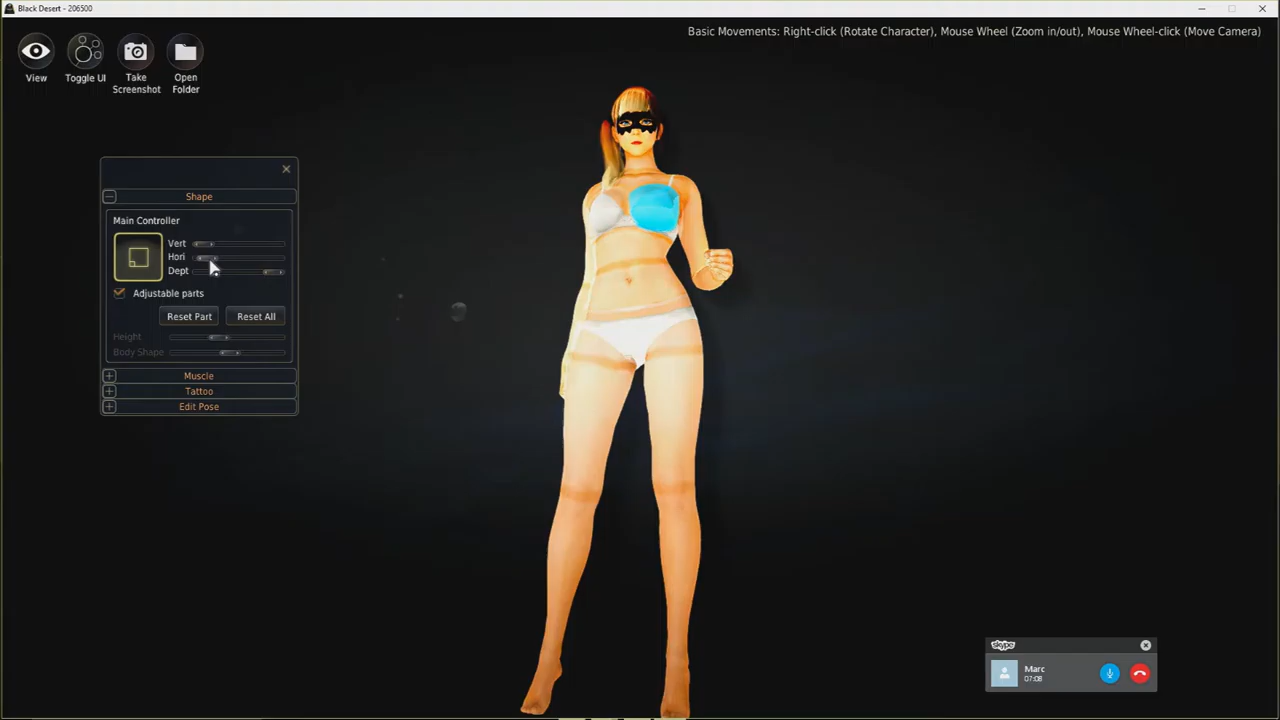 Black Desert - 206500
Basic Movements: Right-click (Rotate Character), Mouse Wheel (Zoom in/out), Mouse Wheel-click (Move Camera)
View
Toggle UI
Take Screenshot
Open Folder
Shape
Main Controller
Vert
Hori
Dept
Adjustable parts
Reset Part
Reset All
Height
Body Shape
Muscle
Tattoo
Edit Pose
skype
Marc
07:08